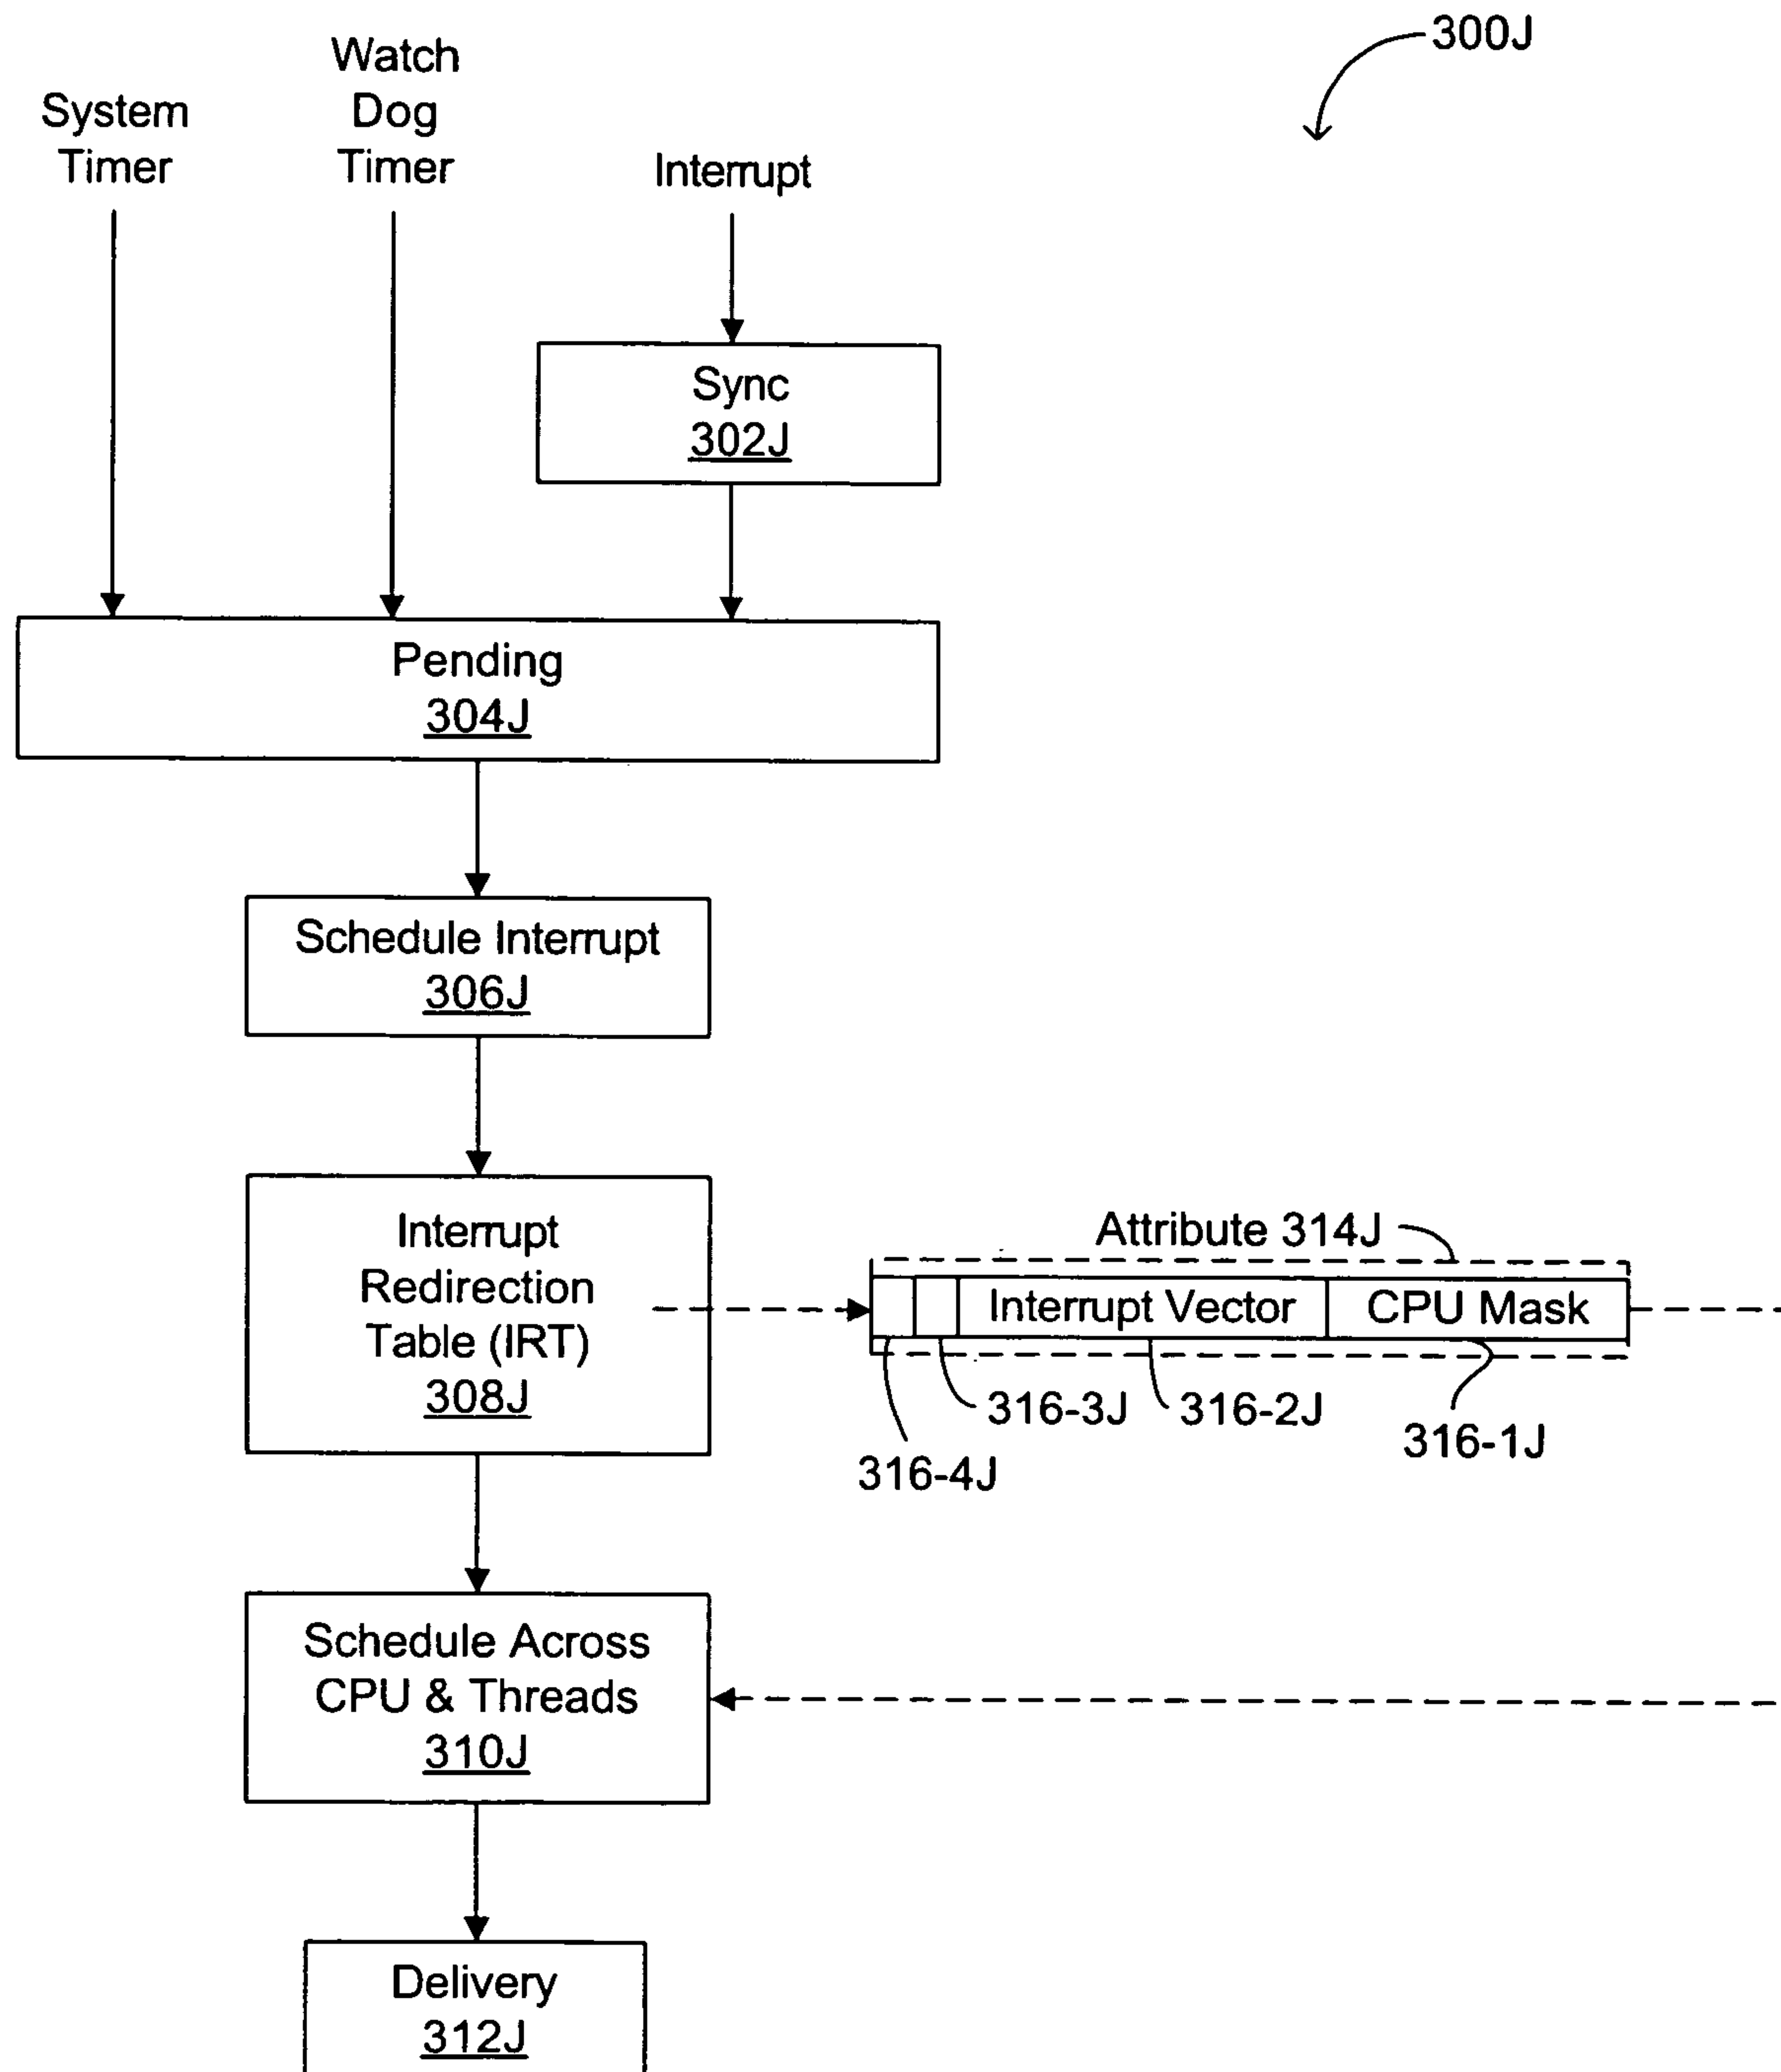 300J
System
Timer
Watch
Dog
Timer
Interrupt
Sync
302J
Pending
304J
Schedule Interrupt
306J
Interrupt
Redirection
Table (IRT)
308J
Attribute 314J
Interrupt Vector
CPU Mask
316-3J
316-2J
316-1J
316-4J
Schedule Across
CPU & Threads
310J
Delivery
312J